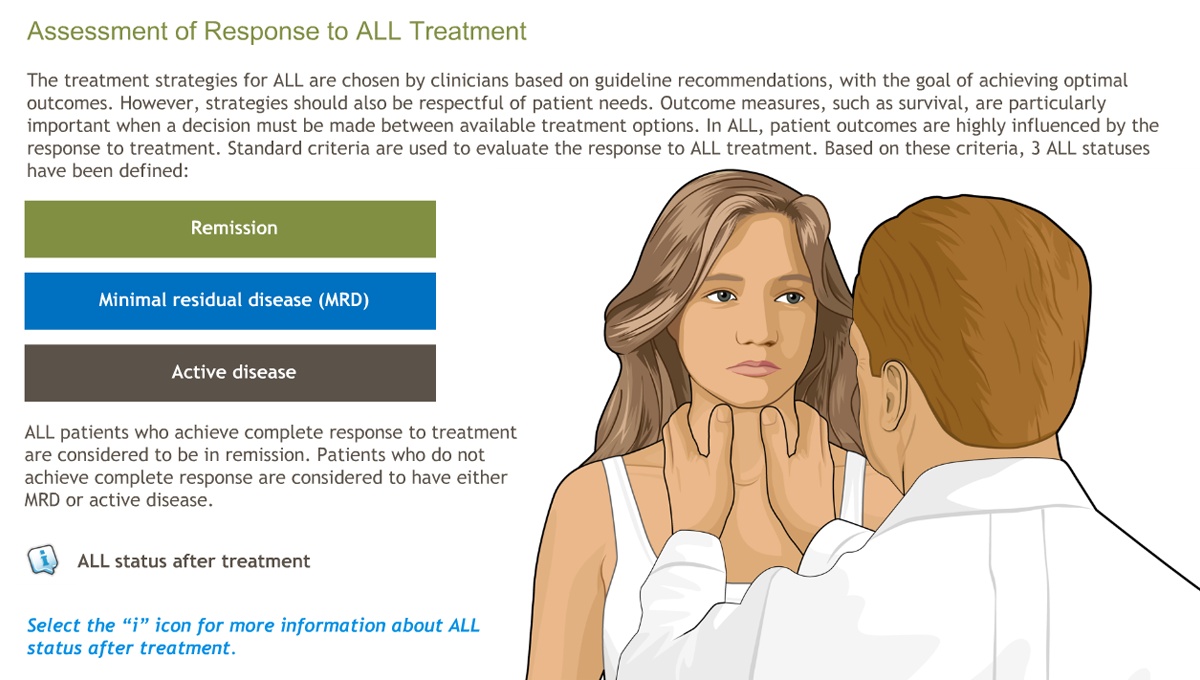 Assessment of Response to ALL Treatment
The treatment strategies for ALL are chosen by clinicians based on guideline recommendations, with the goal of achieving optimal
outcomes. However, strategies should also be respectful of patient needs. Outcome measures, such as survival, are particularly
important when a decision must be made between available treatment options. In ALL, patient outcomes are highly influenced by the
response to treatment. Standard criteria are used to evaluate the response to ALL treatment. Based on these criteria, 3 ALL statuses
have been defined:
Remission
Minimal residual disease (MRD)
Active disease
ALL patients who achieve complete response to treatment
are considered to be in remission. Patients who do not
achieve complete response are considered to have either
MRD or active disease.
i
ALL status after treatment
Select the “i” icon for more information about ALL
status after treatment.